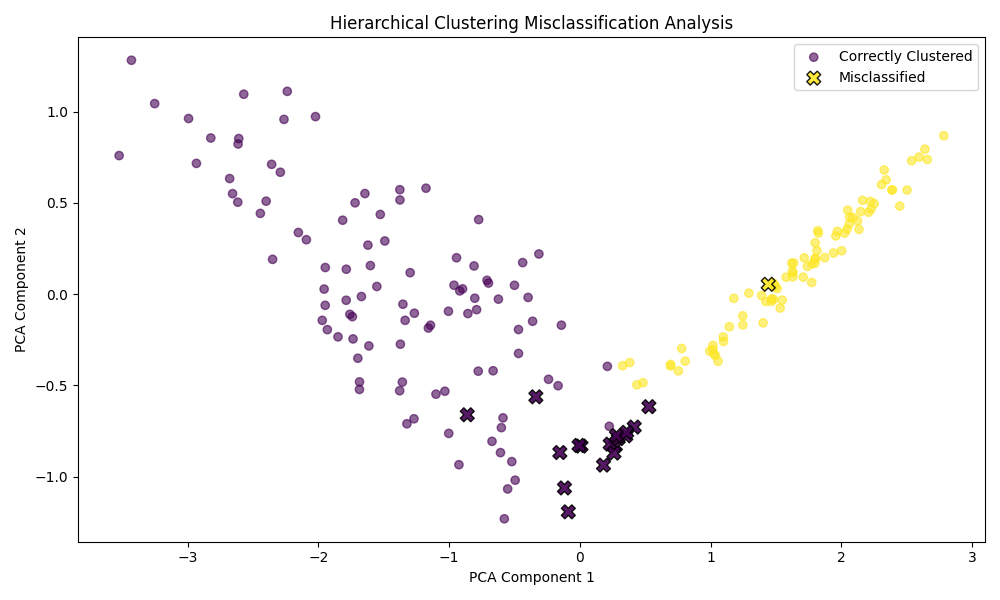 Hierarchical Clustering Misclassification Analysis
Correctly Clustered
Misclassified
PCA Component 2
1.0
0.5
0.0
−0.5
−1.0
−3
−2
−1
0
1
2
3
PCA Component 1